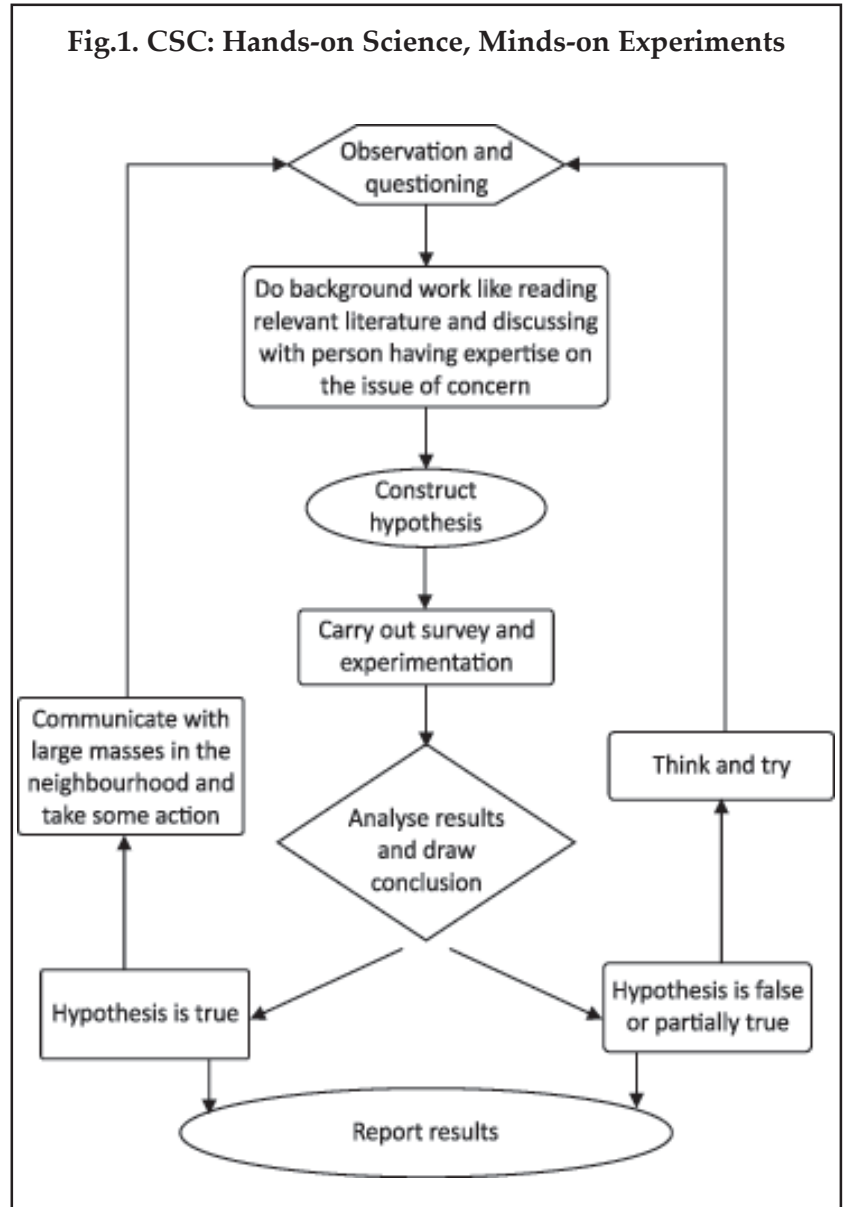 Fig.1. CSC: Hands-on Science, Minds-on Experiments
Observation and
questioning
Do background work like reading
relevant literature and discussing
with person having expertise on
the issue of concern
Construct
hypothesis
Carry out survey and
experimentation
Communicate with
large masses in the
neighbourhood and
take some action
Think and try
Analyse results
and draw
conclusion
Hypothesis is true
Hypothesis is false
or partially true
Report results